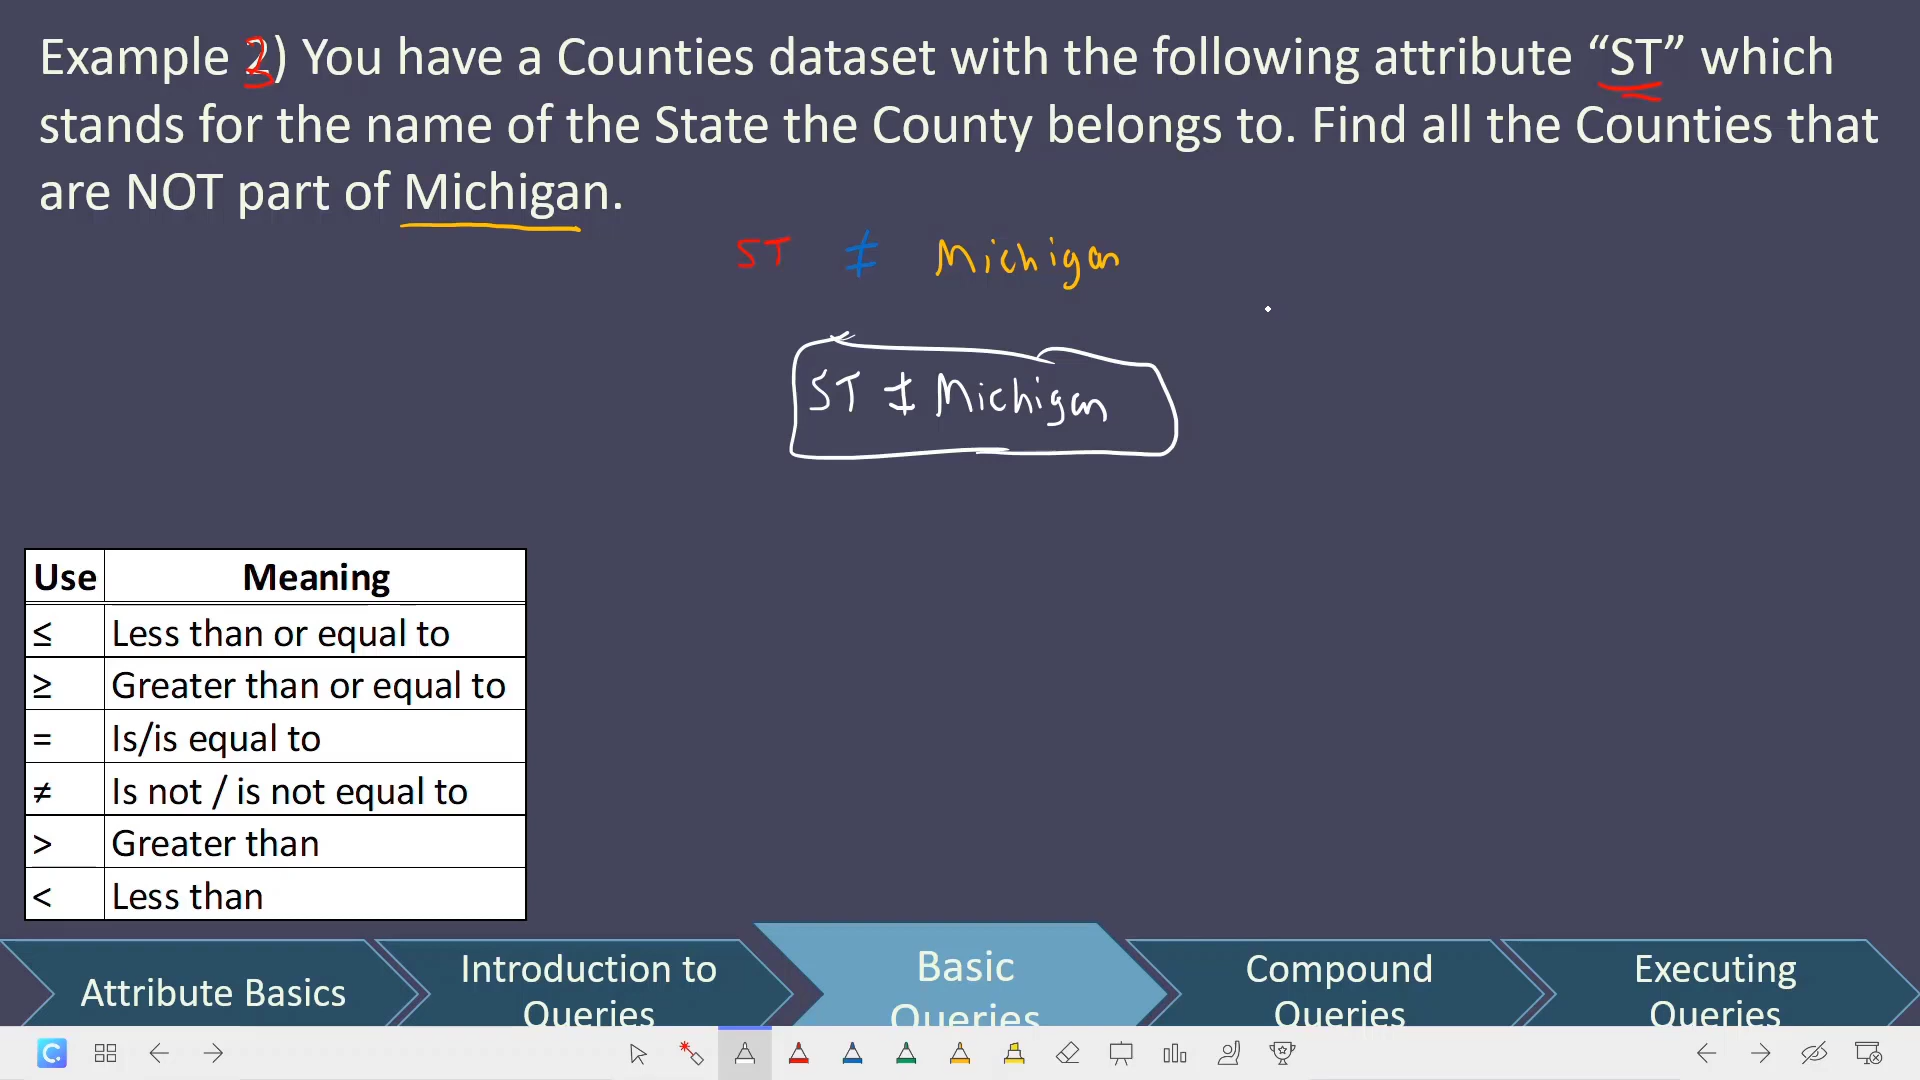 Example 3) You have a Counties dataset with the following attribute “ST” which
stands for the name of the State the County belongs to. Find all the Counties that
are NOT part of Michigan.
ST ≠ Michigan
ST ≠ Michigan
Use Meaning
≤ Less than or equal to
≥ Greater than or equal to
= Is/is equal to
≠ Is not / is not equal to
> Greater than
< Less than
Attribute Basics
Introduction to
Queries
Basic
Queries
Compound
Queries
Executing
Queries